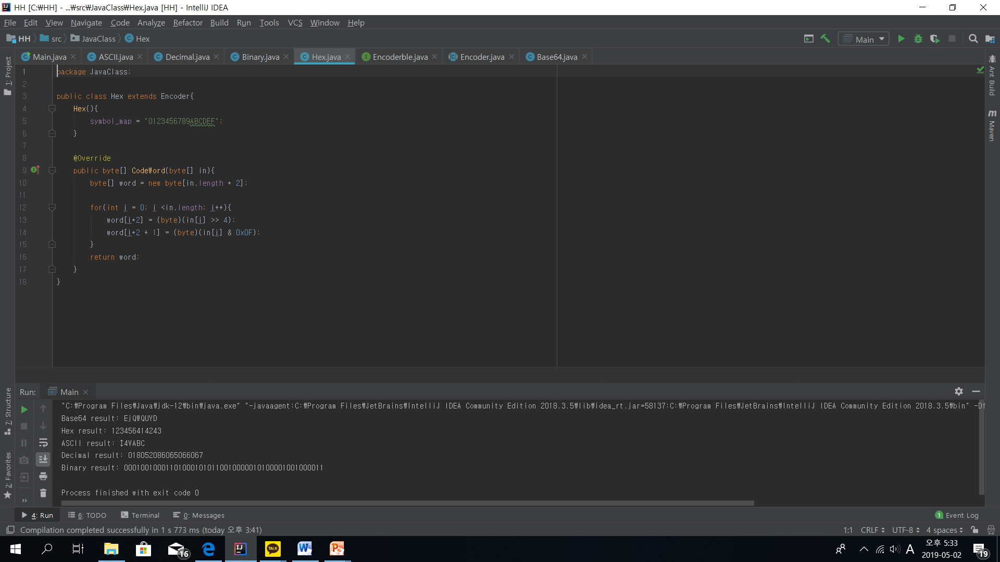 HH [C:₩HH] - ...₩src₩JavaClass₩Hex.java [HH] - IntelliJ IDEA
File Edit View Navigate Code Analyze Refactor Build Run Tools VCS Window Help
HH src JavaClass Hex Main
Main.java ASCII.java Decimal.java Binary.java Hex.java Encoderble.java Encoder.java Base64.java
1: Project
Ant Build
Maven
1 package JavaClass;
2
3 public class Hex extends Encoder{
4 Hex(){
5 symbol_map = "0123456789ABCDEF";
6 }
7
8 @Override
9 public byte[] CodeWord(byte[] in){
10 byte[] word = new byte[in.length * 2];
11
12 for(int i = 0; i <in.length; i++){
13 word[i*2] = (byte)(in[i] >> 4);
14 word[i*2 + 1] = (byte)(in[i] & 0x0F);
15 }
16 return word;
17 }
18 }
7: Structure
2: Favorites
Run: Main
"C:₩Program Files₩Java₩jdk-12₩bin₩java.exe" "-javaagent:C:₩Program Files₩JetBrains₩IntelliJ IDEA Community Edition 2018.3.5₩lib₩idea_rt.jar=58137:C:₩Program Files₩JetBrains₩IntelliJ IDEA Community Edition 2018.3.5₩bin" -Df
Base64 result: EjQWQUYD
Hex result: 123456414243
ASCII result: ↕4VABC
Decimal result: 018052086065066067
Binary result: 000100100011010001010110010000010100001001000011
Process finished with exit code 0
4: Run 6: TODO Terminal 0: Messages 1 Event Log
Compilation completed successfully in 1 s 773 ms (today 오후 3:41) 1:1 CRLF UTF-8 4 spaces
16 IJ TALK A 오후 5:33
2019-05-02 19